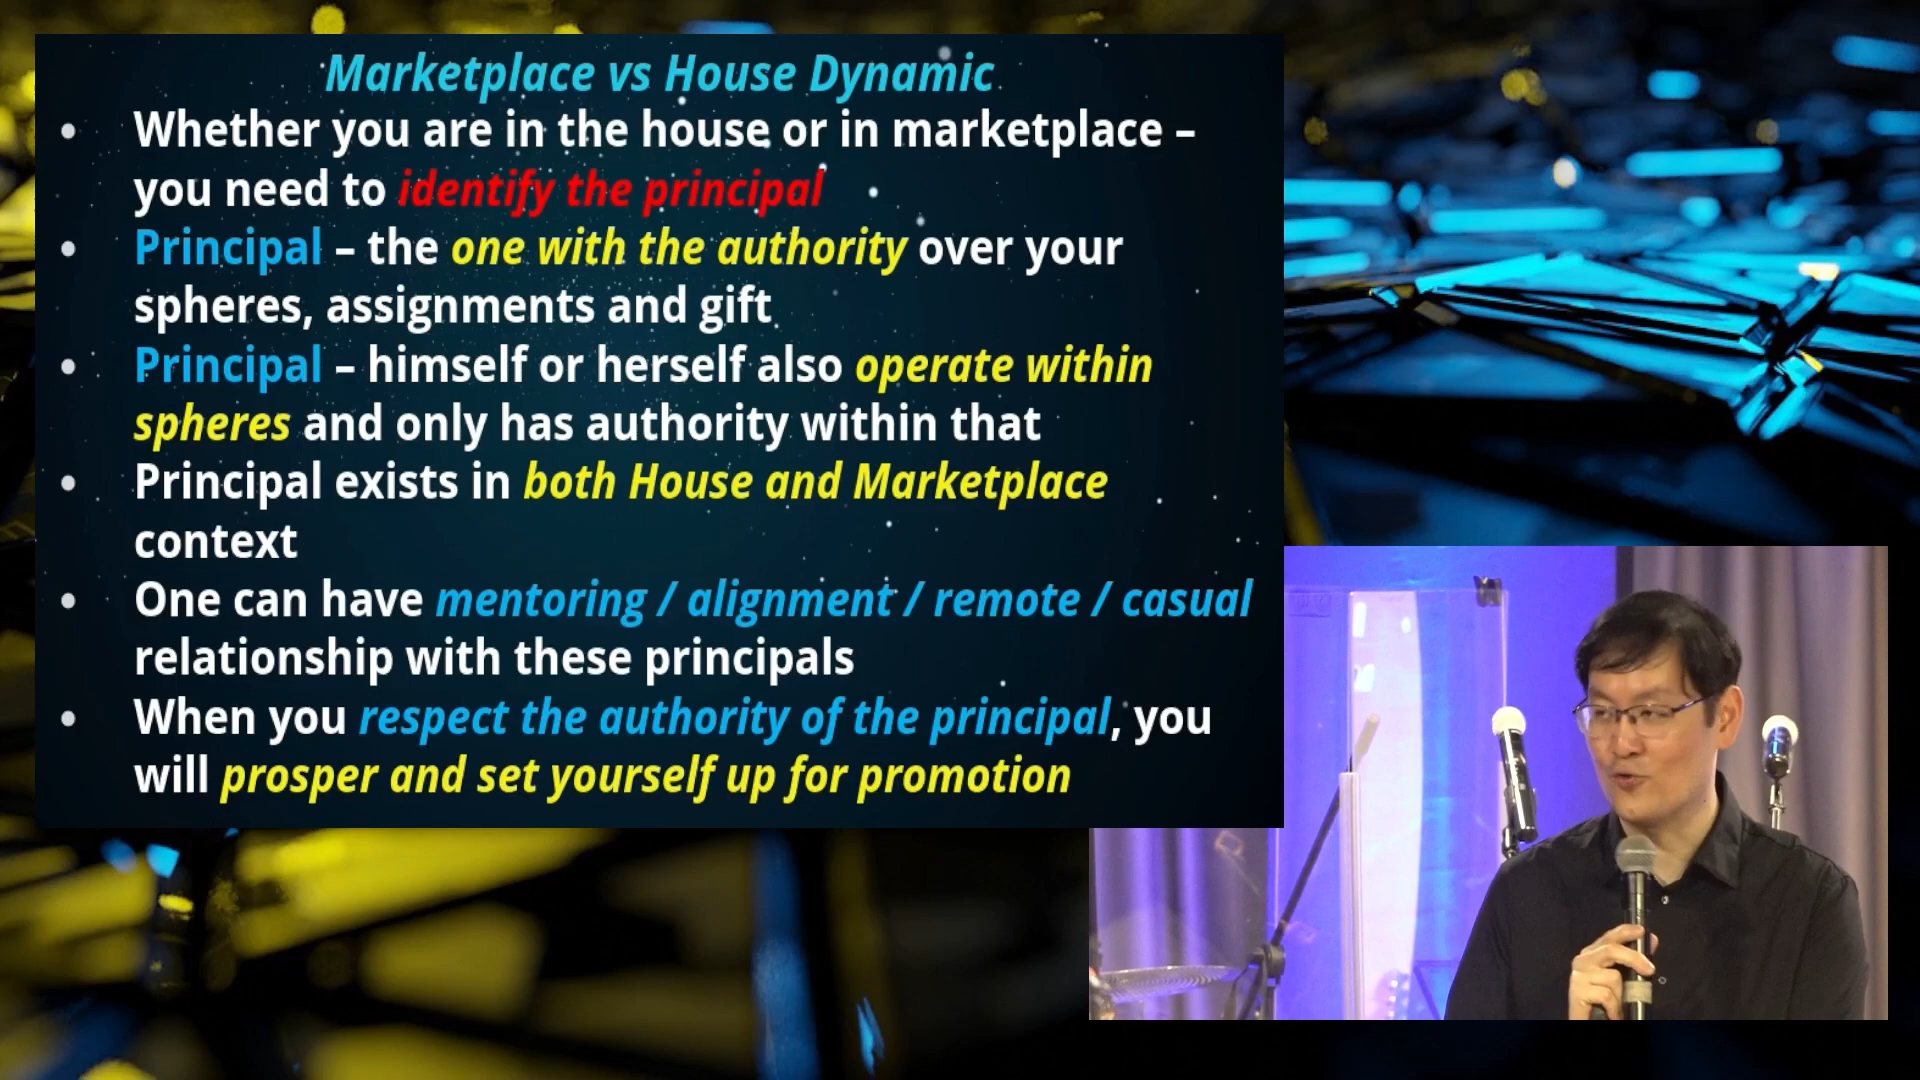 Marketplace vs House Dynamic
• Whether you are in the house or in marketplace –
you need to identify the principal
• Principal – the one with the authority over your
spheres, assignments and gift
• Principal – himself or herself also operate within
spheres and only has authority within that
• Principal exists in both House and Marketplace
context
• One can have mentoring / alignment / remote / casual
relationship with these principals
• When you respect the authority of the principal, you
will prosper and set yourself up for promotion